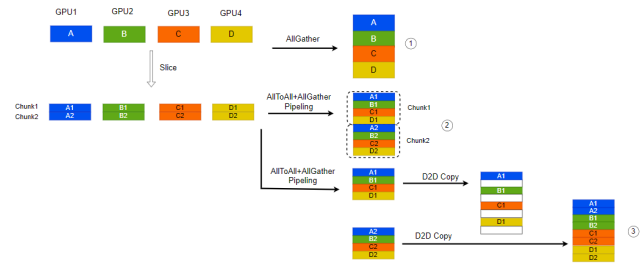 GPU1 GPU2 GPU3 GPU4
A B C D
AllGather
A
B
C
D
1
Slice
Chunk1 A1 B1 C1 D1
Chunk2 A2 B2 C2 D2
AllToAll+AllGather
Pipeling
A1
B1
C1
D1
Chunk1
A2
B2
C2
D2
Chunk2
2
AllToAll+AllGather
Pipeling
A1
B1
C1
D1
D2D Copy
A1
B1
C1
D1
A2
B2
C2
D2
D2D Copy
A1
A2
B1
B2
C1
C2
D1
D2
3